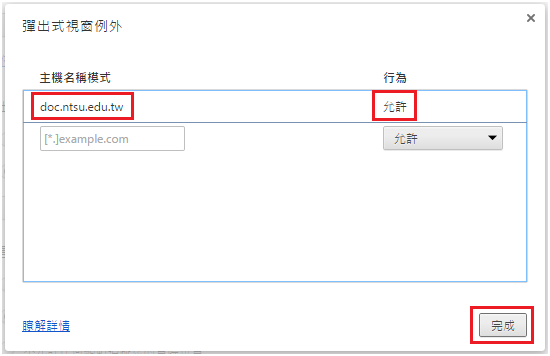 彈出式視窗例外
主機名稱模式 行為
doc.ntsu.edu.tw 允許
[*.]example.com 允許
瞭解詳情 完成